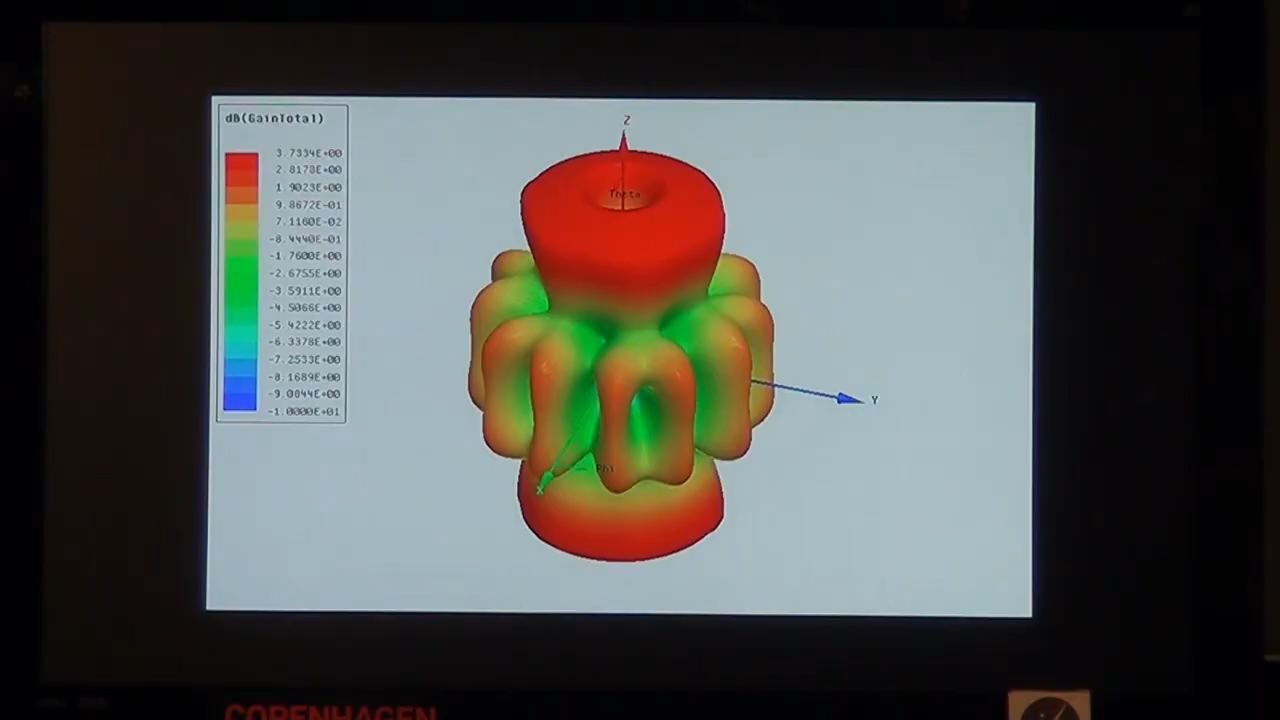 dB(GainTotal)
3.7334E+00
2.8178E+00
1.9023E+00
9.8672E-01
7.1160E-02
-8.4440E-01
-1.7600E+00
-2.6755E+00
-3.5911E+00
-4.5066E+00
-5.4222E+00
-6.3378E+00
-7.2533E+00
-8.1689E+00
-9.0844E+00
-1.0000E+01
Z
Theta
Y
Phi
X
COPENHAGEN